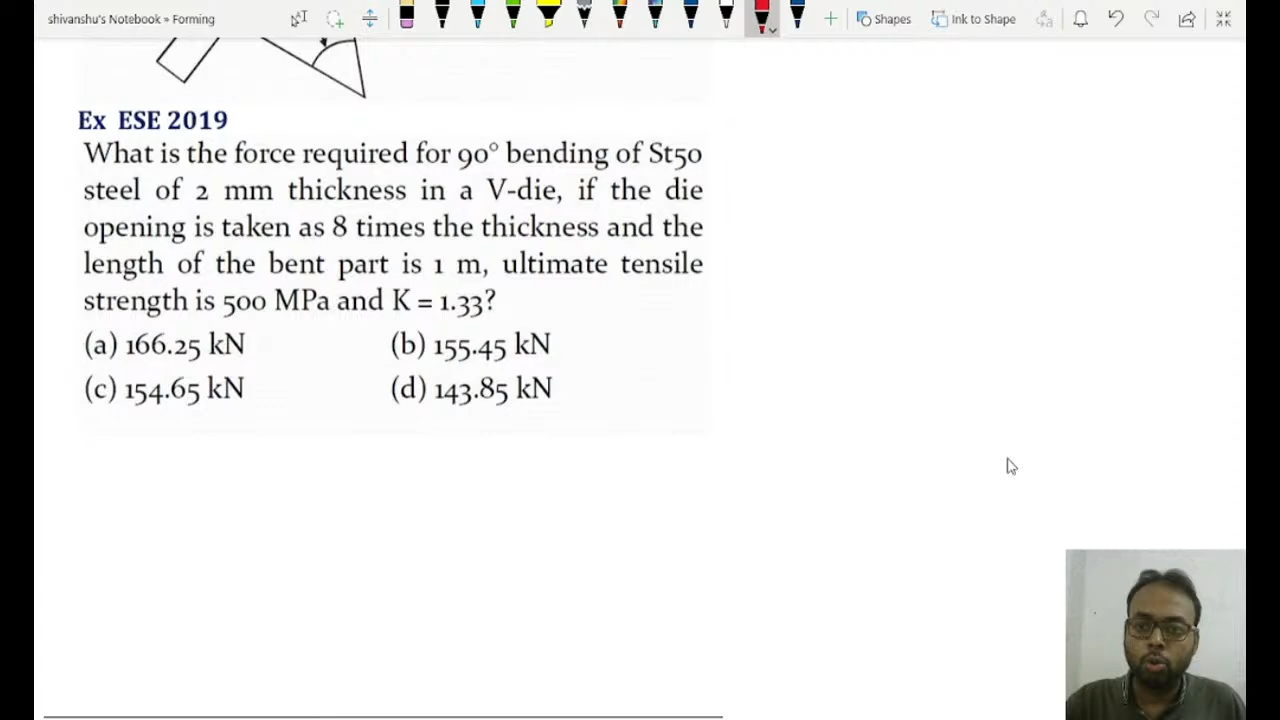 shivanshu's Notebook » Forming
Shapes
Ink to Shape
Ex ESE 2019
What is the force required for 90° bending of St50
steel of 2 mm thickness in a V-die, if the die
opening is taken as 8 times the thickness and the
length of the bent part is 1 m, ultimate tensile
strength is 500 MPa and K = 1.33?
(a) 166.25 kN (b) 155.45 kN
(c) 154.65 kN (d) 143.85 kN